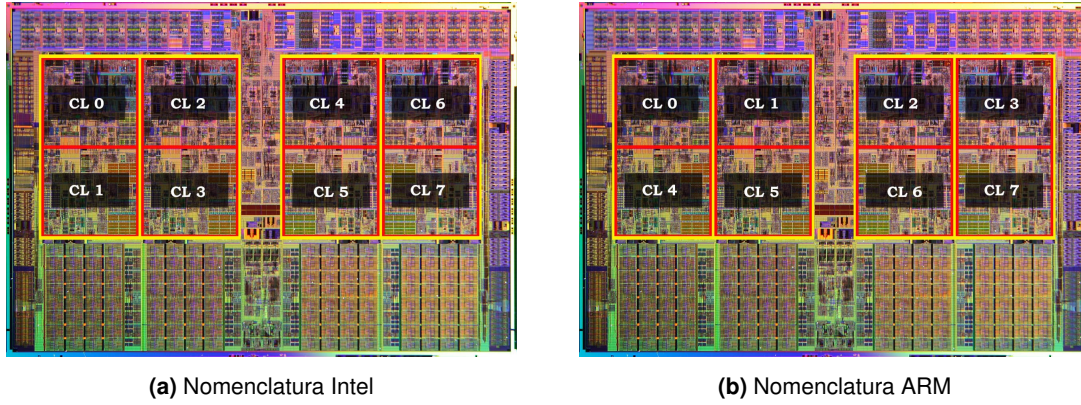 CL 0 CL 2 CL 4 CL 6
CL 1 CL 3 CL 5 CL 7
(a) Nomenclatura Intel
CL 0 CL 1 CL 2 CL 3
CL 4 CL 5 CL 6 CL 7
(b) Nomenclatura ARM